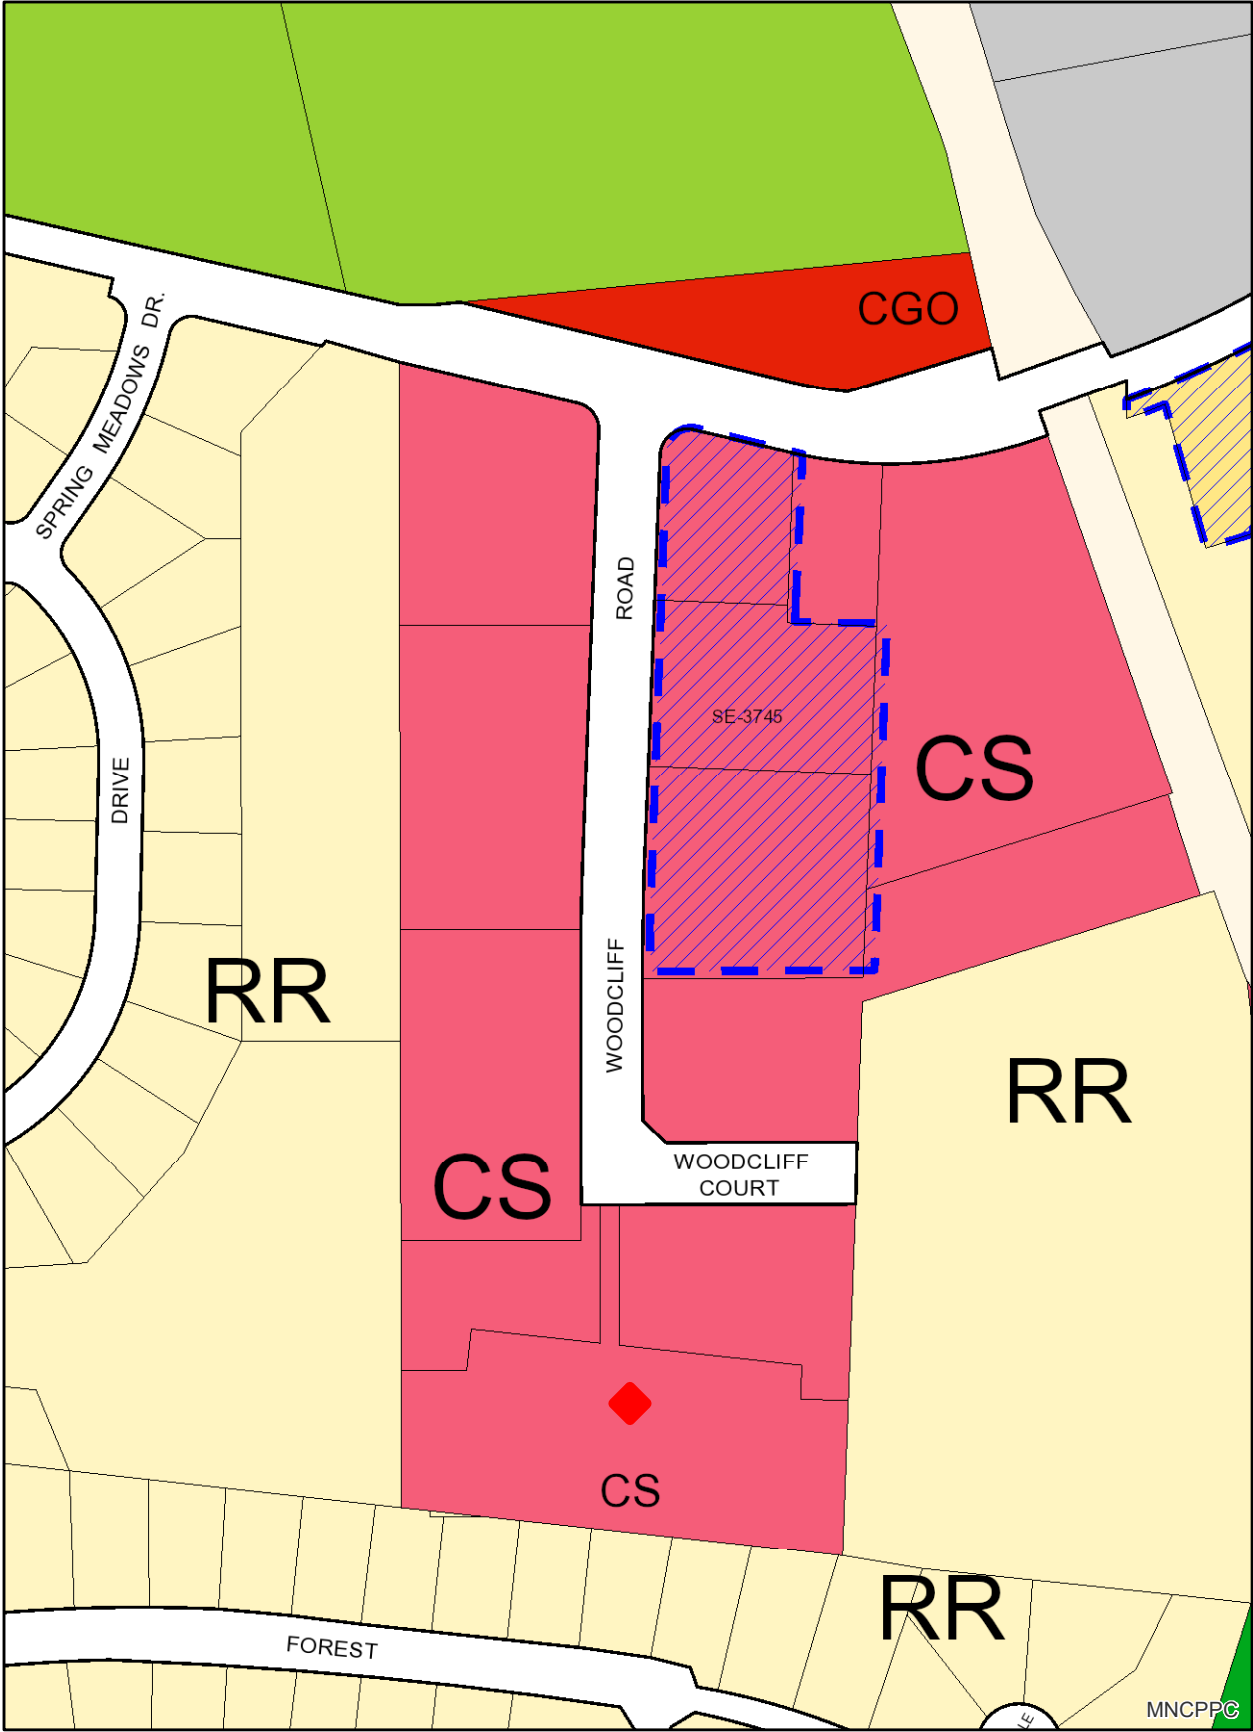 CGO
SPRING MEADOWS DR.
ROAD
SE-3745
CS
DRIVE
RR
WOODCLIFF
RR
CS
WOODCLIFF
COURT
CS
RR
FOREST
MNCPPC
LE